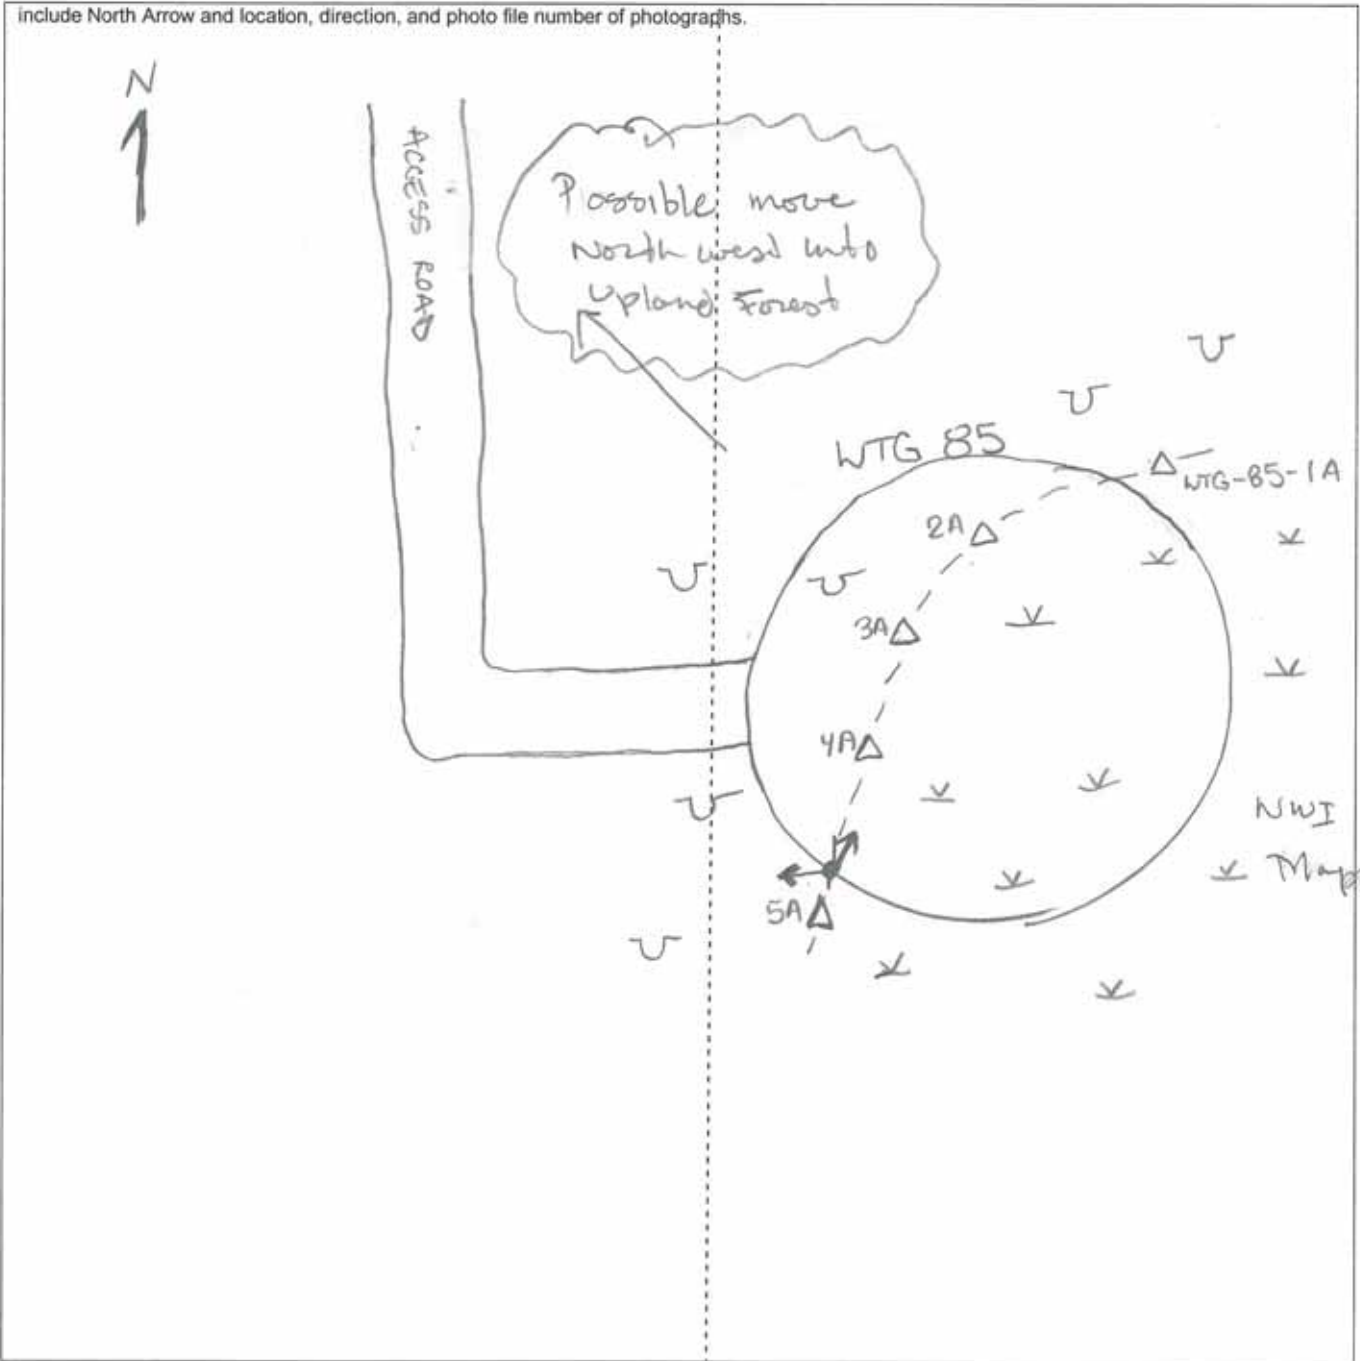 include North Arrow and location, direction, and photo file number of photographs.
N
ACCESS ROAD
Possible move
North west into
Upland Forest
WTG 85
WTG-85-1A
2A
3A
4A
5A
NWI
Map